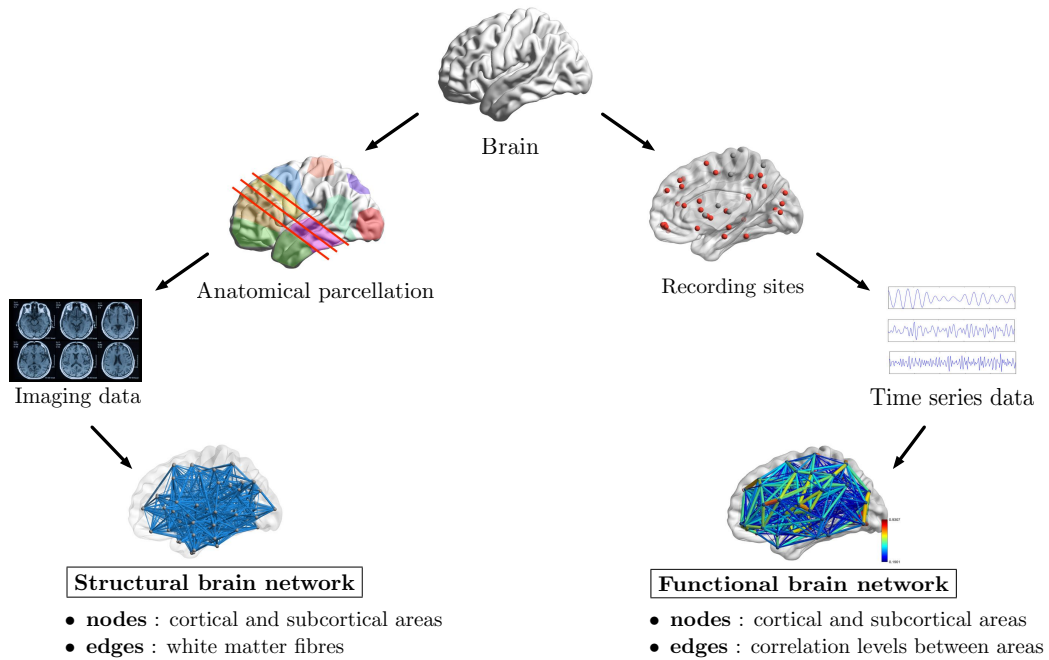 Brain
Anatomical parcellation
Recording sites
Imaging data
Time series data
Structural brain network
• nodes : cortical and subcortical areas
• edges : white matter fibres
Functional brain network
• nodes : cortical and subcortical areas
• edges : correlation levels between areas